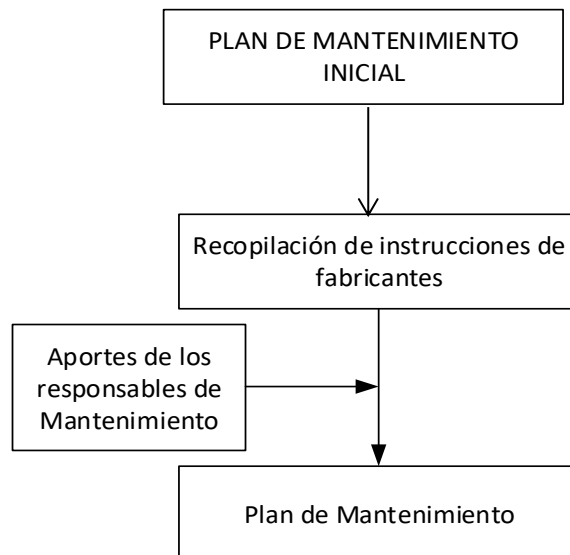 PLAN DE MANTENIMIENTO
INICIAL
Recopilación de instrucciones de
fabricantes
Aportes de los
responsables de
Mantenimiento
Plan de Mantenimiento